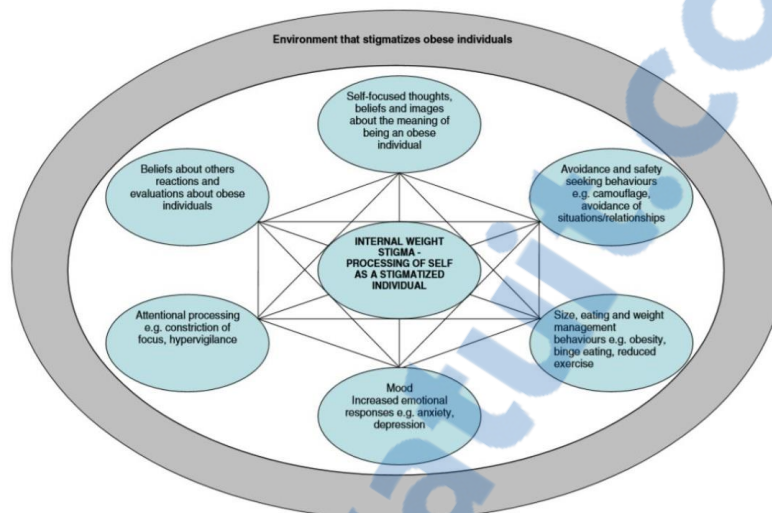 Environment that stigmatizes obese individuals
Self-focused thoughts,
beliefs and images
about the meaning of
being an obese
individual
Beliefs about others
reactions and
evaluations about obese
individuals
Avoidance and safety
seeking behaviours
e.g. camouflage,
avoidance of
situations/relationships
INTERNAL WEIGHT
STIGMA -
PROCESSING OF SELF
AS A STIGMATIZED
INDIVIDUAL
Attentional processing
e.g. constriction of
focus, hypervigilance
Size, eating and weight
management
behaviours e.g. obesity,
binge eating, reduced
exercise
Mood
Increased emotional
responses e.g. anxiety,
depression